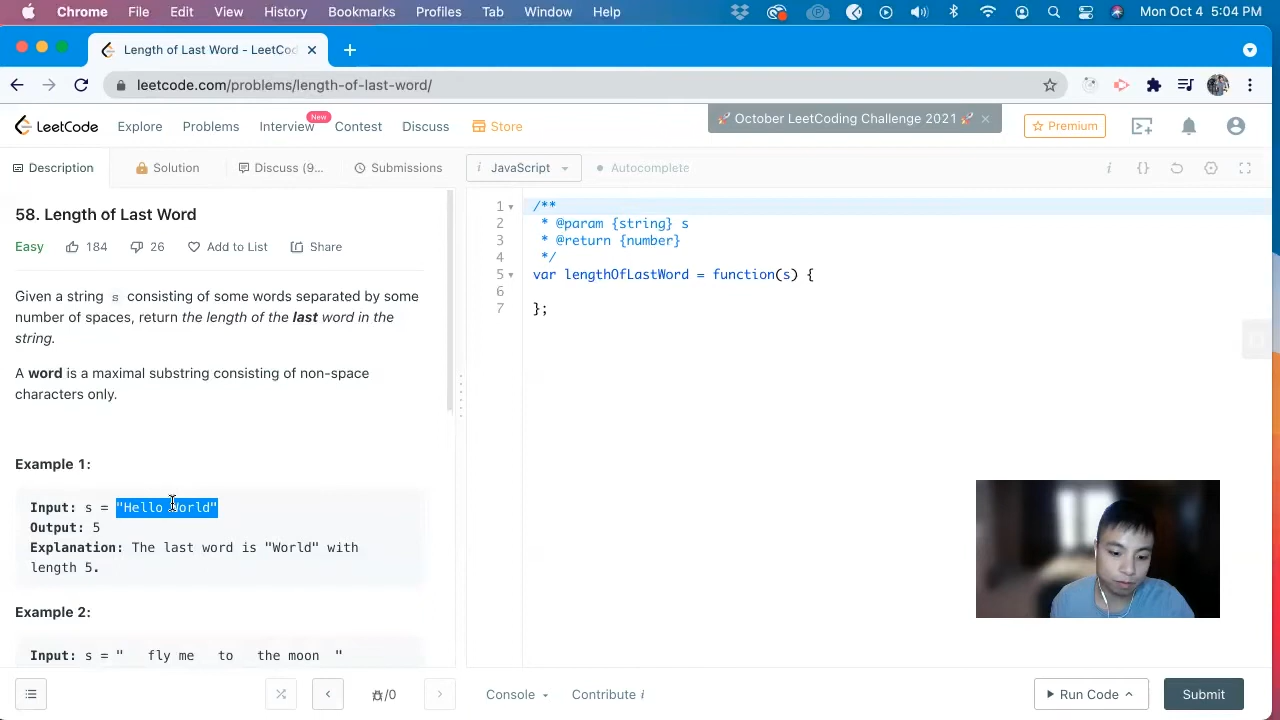 Chrome File Edit View History Bookmarks Profiles Tab Window Help Mon Oct 4 5:04 PM
Length of Last Word - LeetCod
leetcode.com/problems/length-of-last-word/
LeetCode Explore Problems Interview New Contest Discuss Store 🚀 October LeetCoding Challenge 2021 🚀 × Premium
Description Solution Discuss (9... Submissions i JavaScript Autocomplete
58. Length of Last Word
Easy 184 26 Add to List Share
Given a string s consisting of some words separated by some
number of spaces, return the length of the last word in the
string.
A word is a maximal substring consisting of non-space
characters only.
Example 1:
Input: s = "Hello World"
Output: 5
Explanation: The last word is "World" with
length 5.
Example 2:
Input: s = "   fly me   to   the moon  "
1 /**
2 * @param {string} s
3 * @return {number}
4 */
5 var lengthOfLastWord = function(s) {
6
7 };
/0 Console Contribute i Run Code Submit